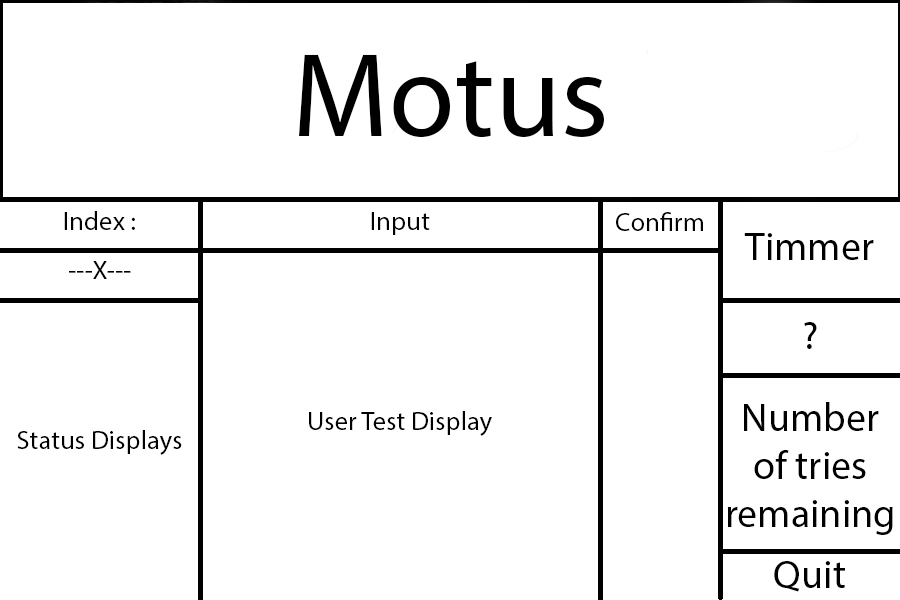 Motus
Index :
Input
Confirm
Timmer
---X---
?
User Test Display
Status Displays
Number
of tries
remaining
Quit